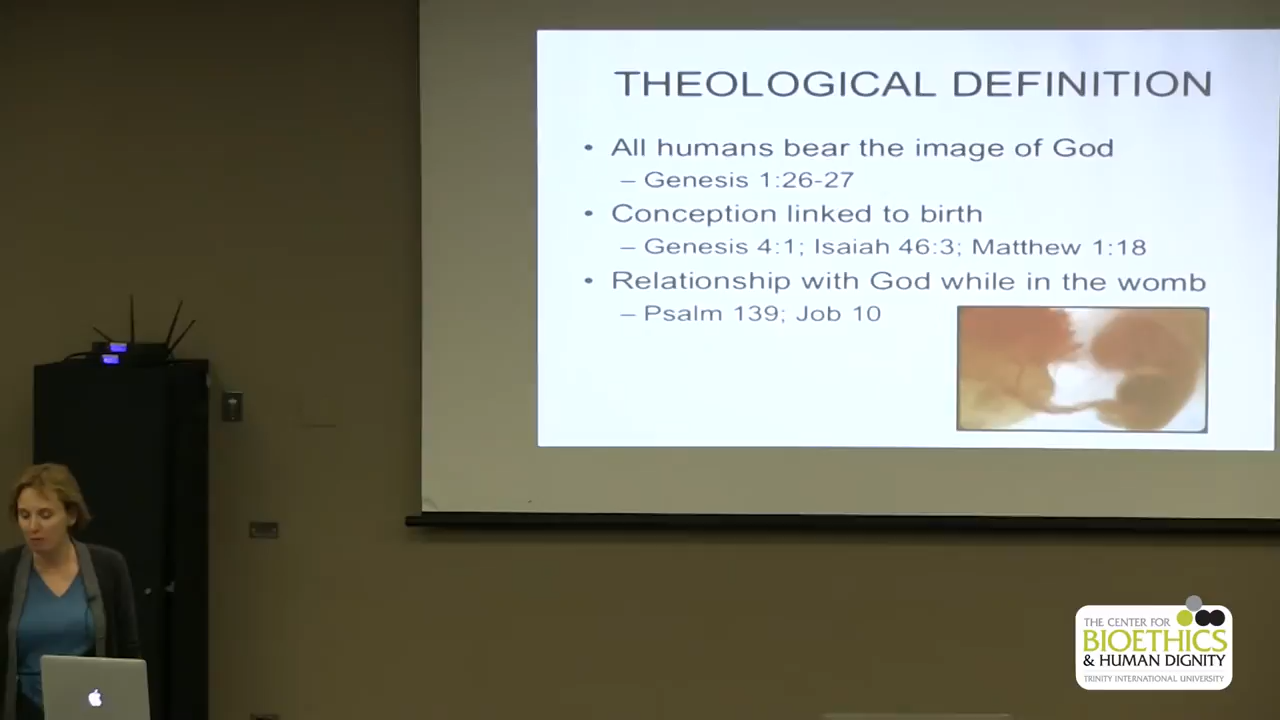 THEOLOGICAL DEFINITION
• All humans bear the image of God
– Genesis 1:26-27
• Conception linked to birth
– Genesis 4:1; Isaiah 46:3; Matthew 1:18
• Relationship with God while in the womb
– Psalm 139; Job 10
THE CENTER FOR
BIOETHICS
& HUMAN DIGNITY
TRINITY INTERNATIONAL UNIVERSITY